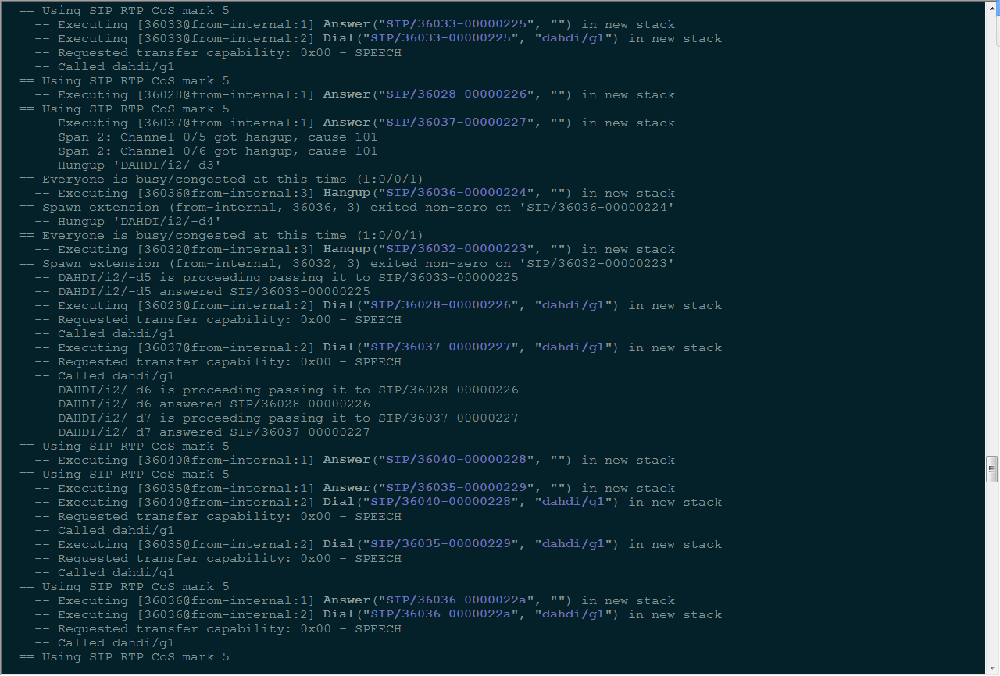 == Using SIP RTP CoS mark 5
-- Executing [36033@from-internal:1] Answer("SIP/36033-00000225", "") in new stack
-- Executing [36033@from-internal:2] Dial("SIP/36033-00000225", "dahdi/g1") in new stack
-- Requested transfer capability: 0x00 - SPEECH
-- Called dahdi/g1
== Using SIP RTP CoS mark 5
-- Executing [36028@from-internal:1] Answer("SIP/36028-00000226", "") in new stack
== Using SIP RTP CoS mark 5
-- Executing [36037@from-internal:1] Answer("SIP/36037-00000227", "") in new stack
-- Span 2: Channel 0/5 got hangup, cause 101
-- Span 2: Channel 0/6 got hangup, cause 101
-- Hungup 'DAHDI/i2/-d3'
== Everyone is busy/congested at this time (1:0/0/1)
-- Executing [36036@from-internal:3] Hangup("SIP/36036-00000224", "") in new stack
== Spawn extension (from-internal, 36036, 3) exited non-zero on 'SIP/36036-00000224'
-- Hungup 'DAHDI/i2/-d4'
== Everyone is busy/congested at this time (1:0/0/1)
-- Executing [36032@from-internal:3] Hangup("SIP/36032-00000223", "") in new stack
== Spawn extension (from-internal, 36032, 3) exited non-zero on 'SIP/36032-00000223'
-- DAHDI/i2/-d5 is proceeding passing it to SIP/36033-00000225
-- DAHDI/i2/-d5 answered SIP/36033-00000225
-- Executing [36028@from-internal:2] Dial("SIP/36028-00000226", "dahdi/g1") in new stack
-- Requested transfer capability: 0x00 - SPEECH
-- Called dahdi/g1
-- Executing [36037@from-internal:2] Dial("SIP/36037-00000227", "dahdi/g1") in new stack
-- Requested transfer capability: 0x00 - SPEECH
-- Called dahdi/g1
-- DAHDI/i2/-d6 is proceeding passing it to SIP/36028-00000226
-- DAHDI/i2/-d6 answered SIP/36028-00000226
-- DAHDI/i2/-d7 is proceeding passing it to SIP/36037-00000227
-- DAHDI/i2/-d7 answered SIP/36037-00000227
== Using SIP RTP CoS mark 5
-- Executing [36040@from-internal:1] Answer("SIP/36040-00000228", "") in new stack
== Using SIP RTP CoS mark 5
-- Executing [36035@from-internal:1] Answer("SIP/36035-00000229", "") in new stack
-- Executing [36040@from-internal:2] Dial("SIP/36040-00000228", "dahdi/g1") in new stack
-- Requested transfer capability: 0x00 - SPEECH
-- Called dahdi/g1
-- Executing [36035@from-internal:2] Dial("SIP/36035-00000229", "dahdi/g1") in new stack
-- Requested transfer capability: 0x00 - SPEECH
-- Called dahdi/g1
== Using SIP RTP CoS mark 5
-- Executing [36036@from-internal:1] Answer("SIP/36036-0000022a", "") in new stack
-- Executing [36036@from-internal:2] Dial("SIP/36036-0000022a", "dahdi/g1") in new stack
-- Requested transfer capability: 0x00 - SPEECH
-- Called dahdi/g1
== Using SIP RTP CoS mark 5